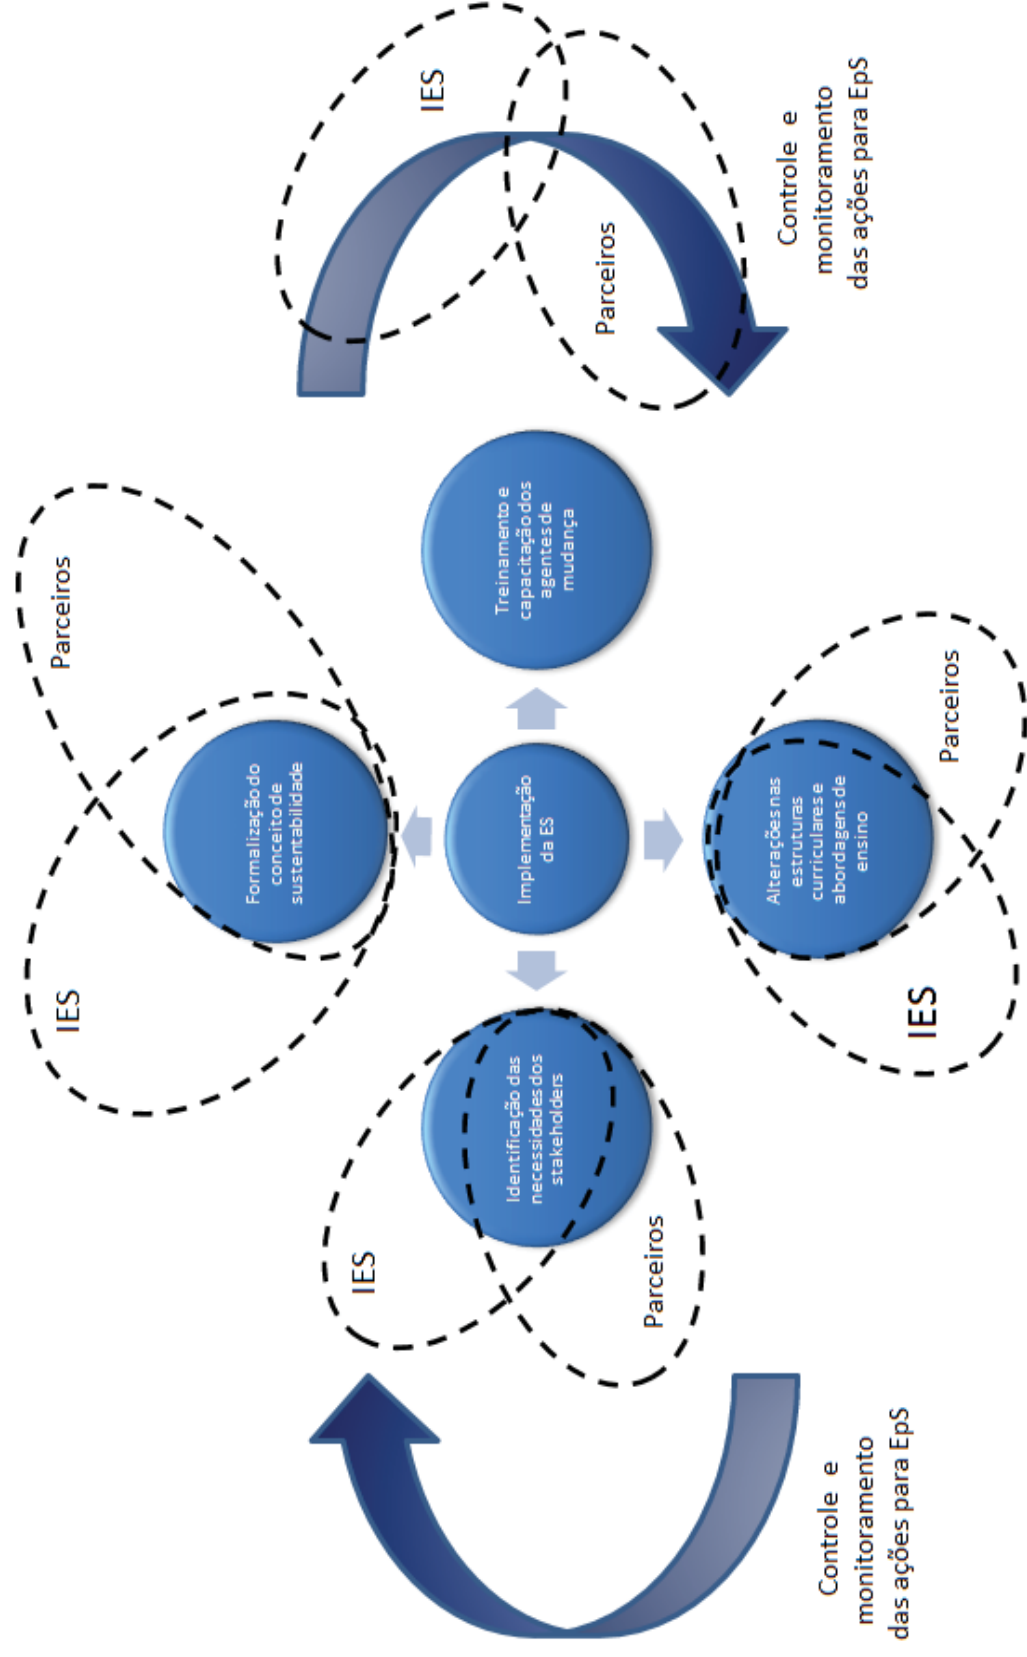 IES
Parceiros
Formalização do
conceito de
sustentabilidade
IES
IES
Identificação das
necessidades dos
stakeholders
Implementação
da ES
Treinamento e
capacitação dos
agentes de
mudança
Parceiros
Parceiros
Alterações nas
estruturas
curriculares e
abordagens de
ensino
Controle e
monitoramento
das ações para EpS
Controle e
monitoramento
das ações para EpS
IES
Parceiros